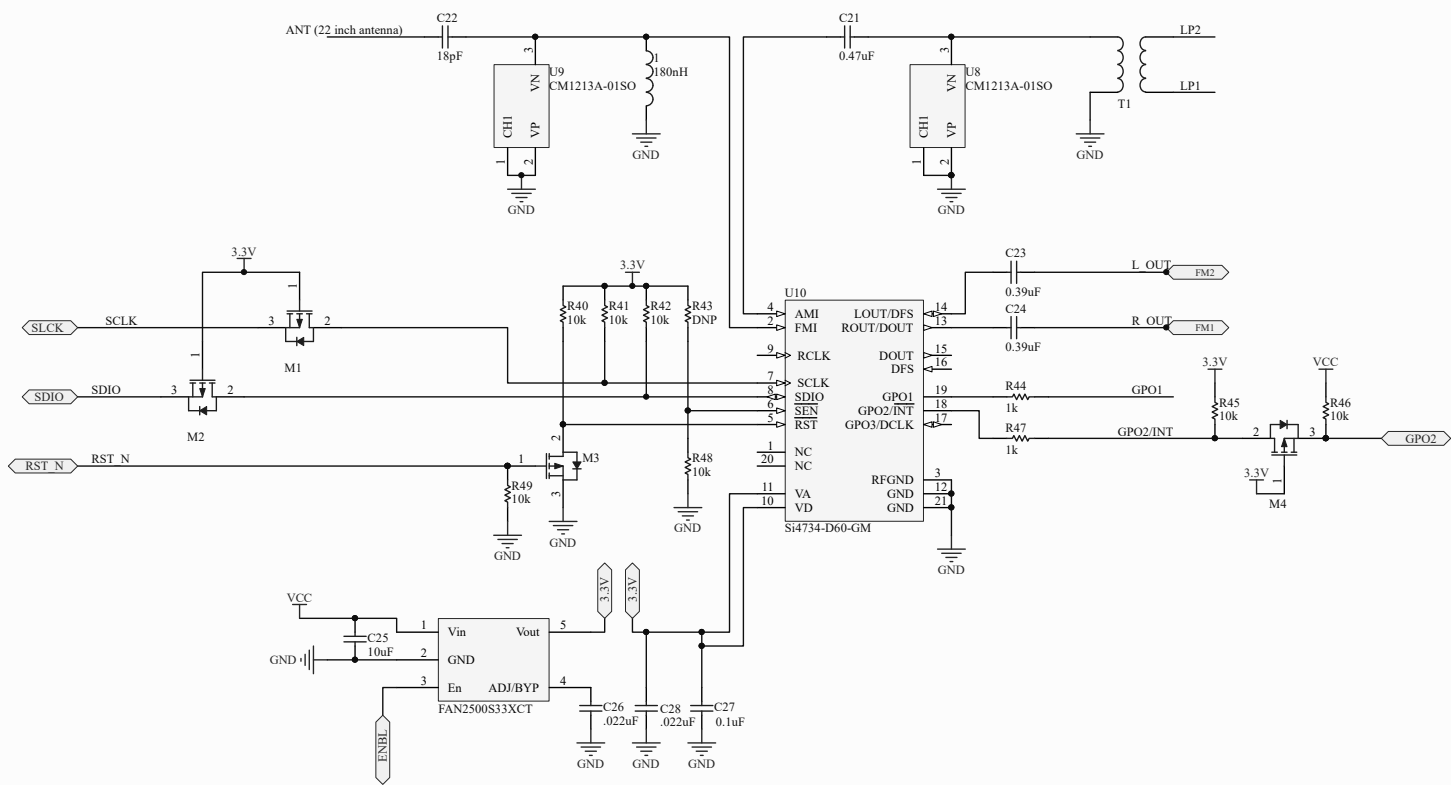 C22
ANT (22 inch antenna)
18pF
3
U9
CM1213A-01SO
VN
CH1
VP
1
2
GND
1
180nH
GND
C21
0.47uF
3
U8
CM1213A-01SO
VN
CH1
VP
1
2
GND
GND
T1
LP2
LP1
3.3V
1
SLCK
SCLK
3
2
M1
1
SDIO
SDIO
3
2
M2
RST_N
RST_N
1
2
M3
3
R49
10k
GND
GND
3.3V
R40
10k
R41
10k
R42
10k
R43
DNP
R48
10k
GND
U10
4
AMI
2
FMI
9
RCLK
7
SCLK
8
SDIO
6
SEN
5
RST
1
NC
20
NC
11
VA
10
VD
LOUT/DFS
14
ROUT/DOUT
13
DOUT
15
DFS
16
GPO1
19
GPO2/INT
18
GPO3/DCLK
17
RFGND
3
GND
12
GND
21
Si4734-D60-GM
GND
C23
0.39uF
L_OUT
FM2
C24
0.39uF
R_OUT
FM1
R44
1k
GPO1
R47
1k
GPO2/INT
3.3V
R45
10k
VCC
R46
10k
2
3
GPO2
3.3V
1
M4
VCC
C25
10uF
GND
1
Vin
2
GND
3
En
Vout
5
ADJ/BYP
4
FAN2500S33XCT
ENBL
3.3V
3.3V
C26
.022uF
GND
C28
.022uF
GND
C27
0.1uF
GND